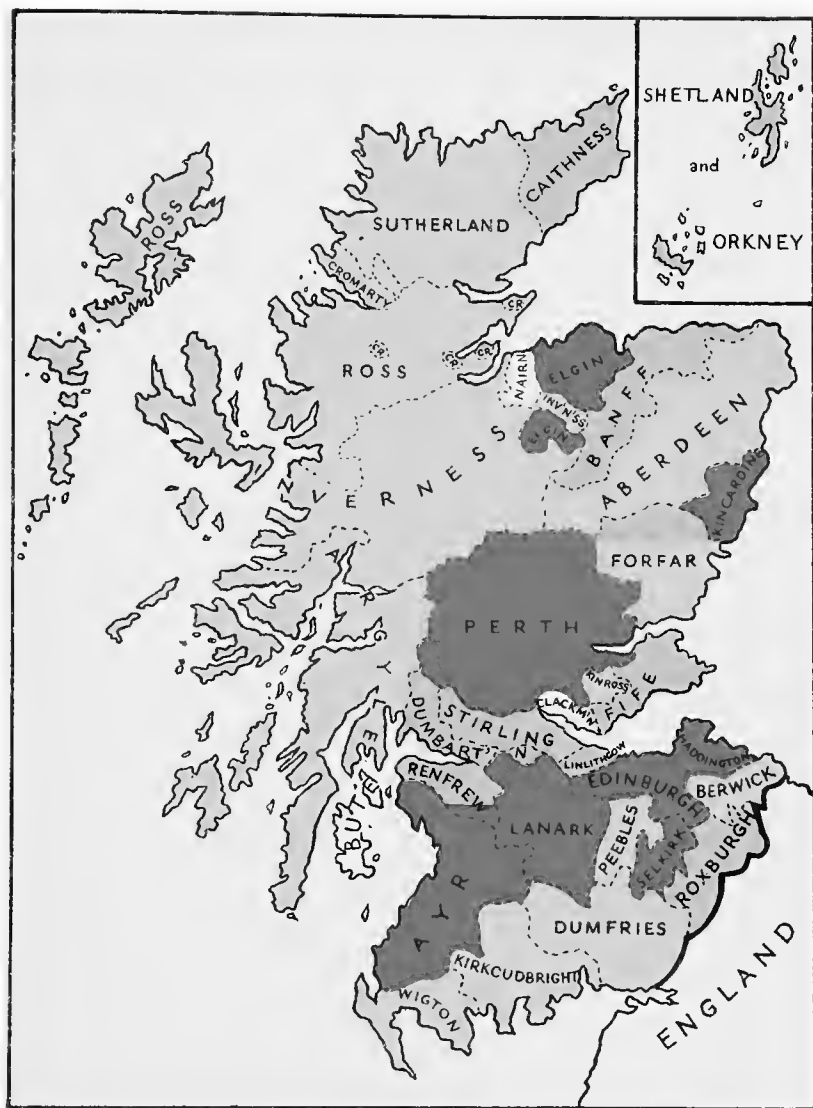 SHETLAND
and
ORKNEY
ROSS
CAITHNESS
SUTHERLAND
CROMARTY
CR.
CR.
CR.
CR.
ROSS
NAIRN
ELGIN
INV'N'SS
ELGIN
BANFF
ABERDEEN
INVERNESS
KINCARDINE
FORFAR
PERTH
ARGYLL
KINROSS
FIFE
CLACKM'N
STIRLING
DUMBARTON
LINLITHGOW
HADDINGTON
EDINBURGH
BERWICK
RENFREW
BUTE
LANARK
PEEBLES
SELKIRK
ROXBURGH
AYR
DUMFRIES
KIRKCUDBRIGHT
WIGTON
ENGLAND